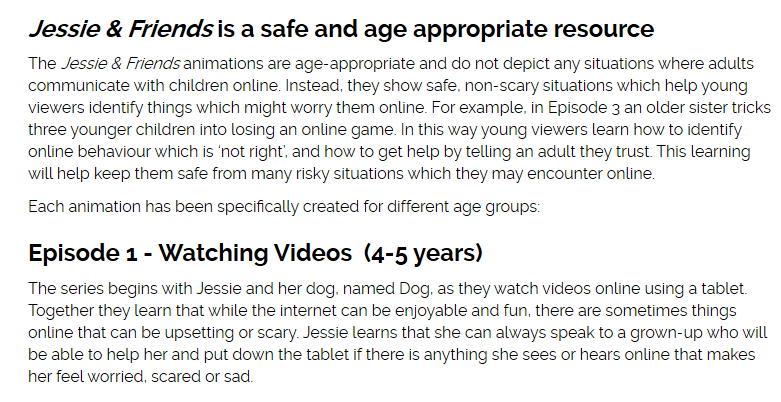 Jessie & Friends is a safe and age appropriate resource
The Jessie & Friends animations are age-appropriate and do not depict any situations where adults
communicate with children online. Instead, they show safe, non-scary situations which help young
viewers identify things which might worry them online. For example, in Episode 3 an older sister tricks
three younger children into losing an online game. In this way young viewers learn how to identify
online behaviour which is ‘not right’, and how to get help by telling an adult they trust. This learning
will help keep them safe from many risky situations which they may encounter online.
Each animation has been specifically created for different age groups:
Episode 1 - Watching Videos (4-5 years)
The series begins with Jessie and her dog, named Dog, as they watch videos online using a tablet.
Together they learn that while the internet can be enjoyable and fun, there are sometimes things
online that can be upsetting or scary. Jessie learns that she can always speak to a grown-up who will
be able to help her and put down the tablet if there is anything she sees or hears online that makes
her feel worried, scared or sad.